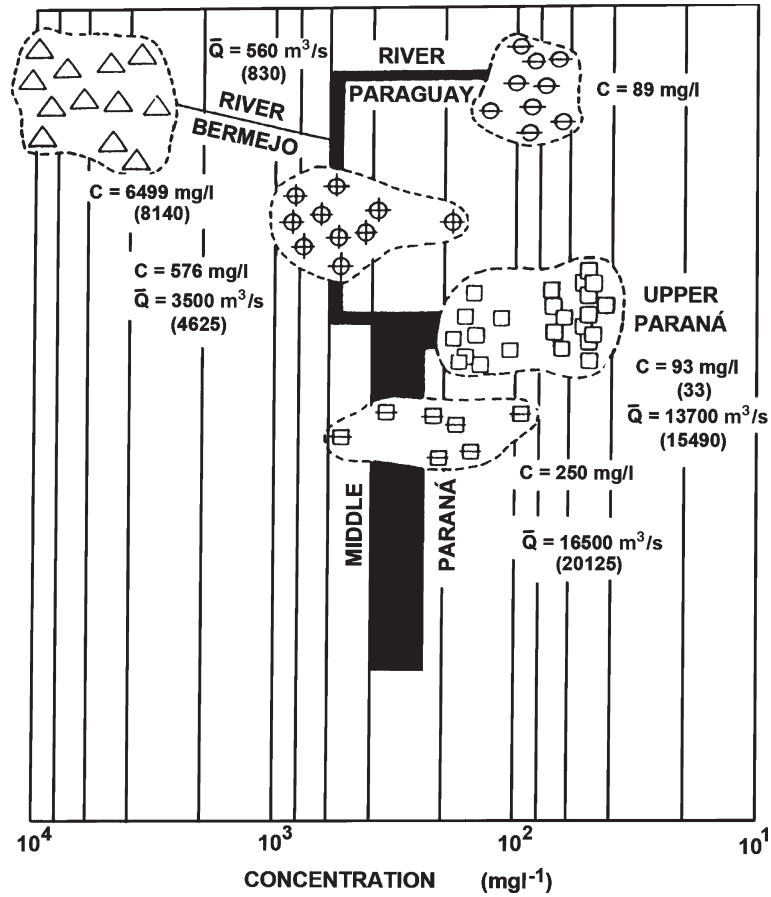 Q̄ = 560 m³/s
(830)
RIVER
PARAGUAY
C = 89 mg/l
RIVER
BERMEJO
C = 6499 mg/l
(8140)
C = 576 mg/l
Q̄ = 3500 m³/s
(4625)
UPPER
PARANÁ
C = 93 mg/l
(33)
Q̄ = 13700 m³/s
(15490)
C = 250 mg/l
MIDDLE
PARANÁ
Q̄ = 16500 m³/s
(20125)
10⁴ 10³ 10² 10¹
CONCENTRATION (mgl⁻¹)